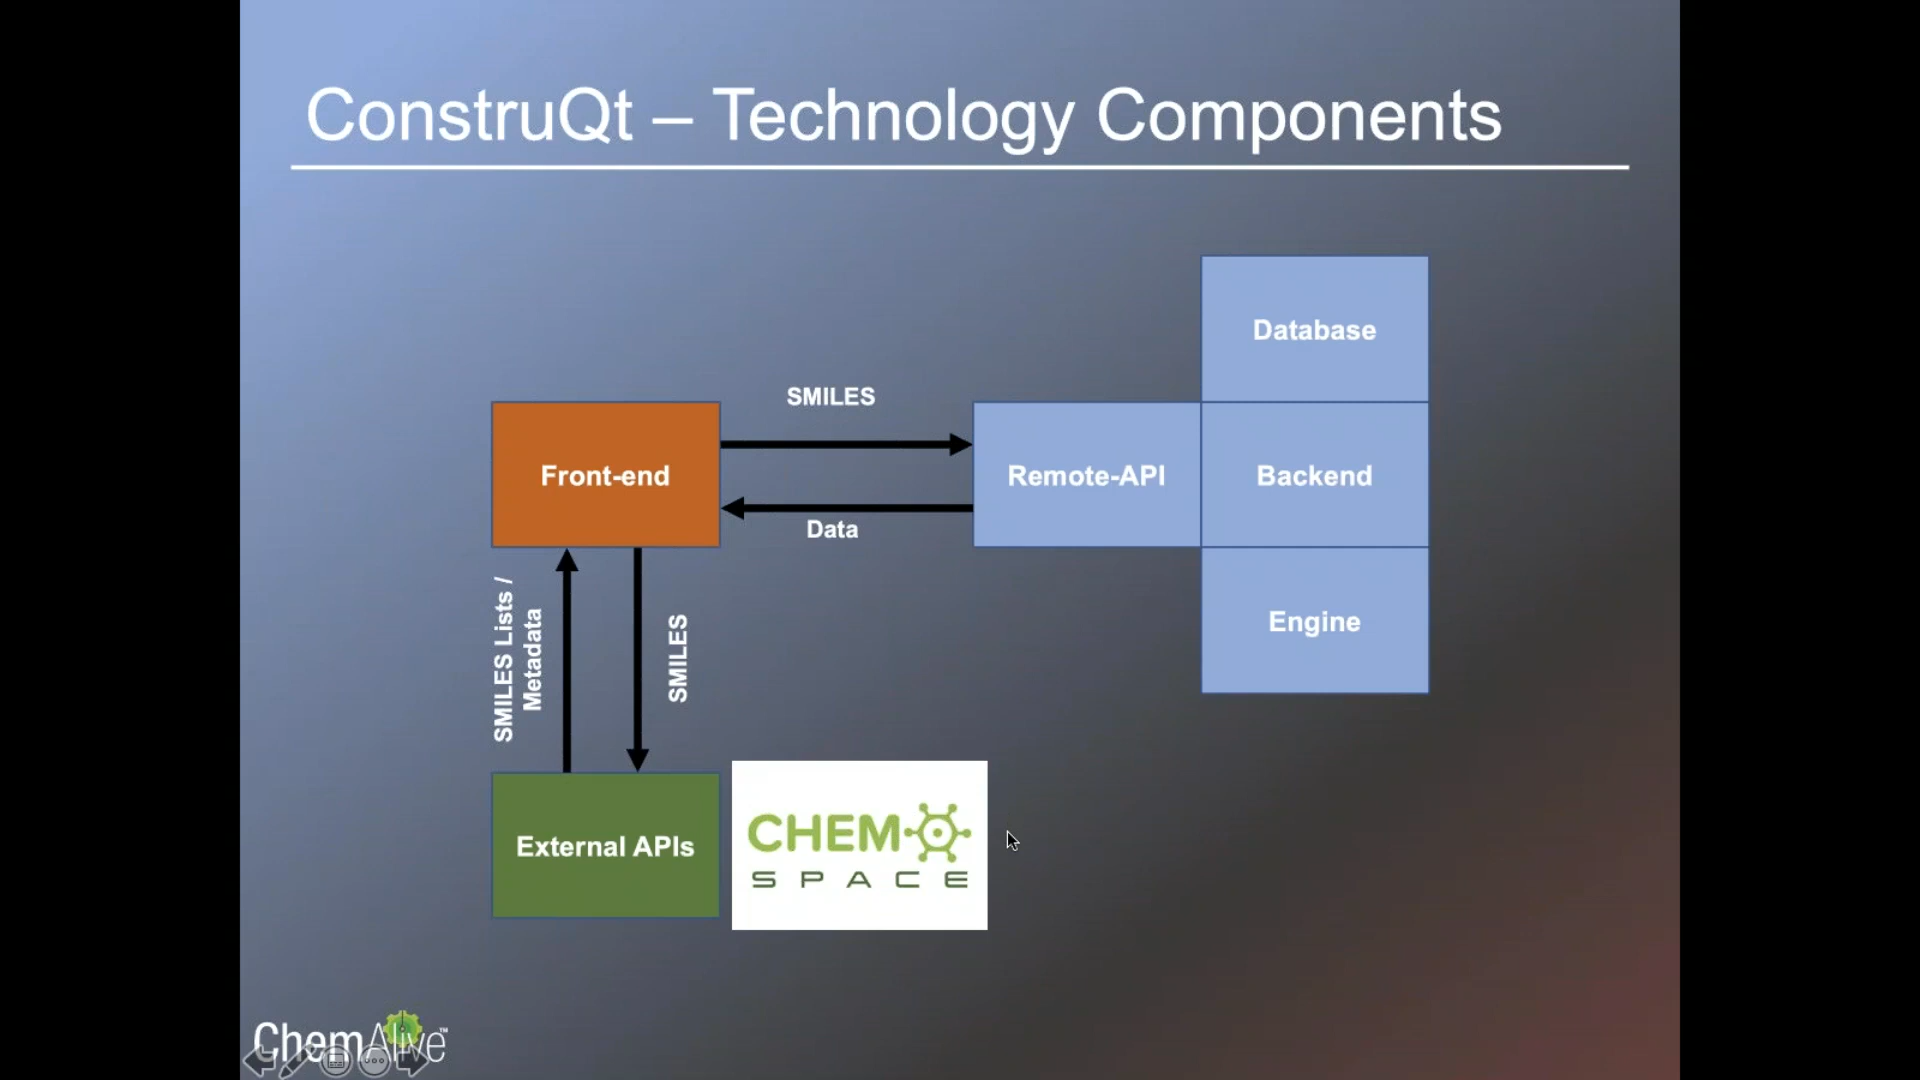 ConstruQt – Technology Components
Database
SMILES
Front-end
Remote-API
Backend
Data
Engine
SMILES Lists /
Metadata
SMILES
External APIs
CHEM
SPACE
ChemAlive™